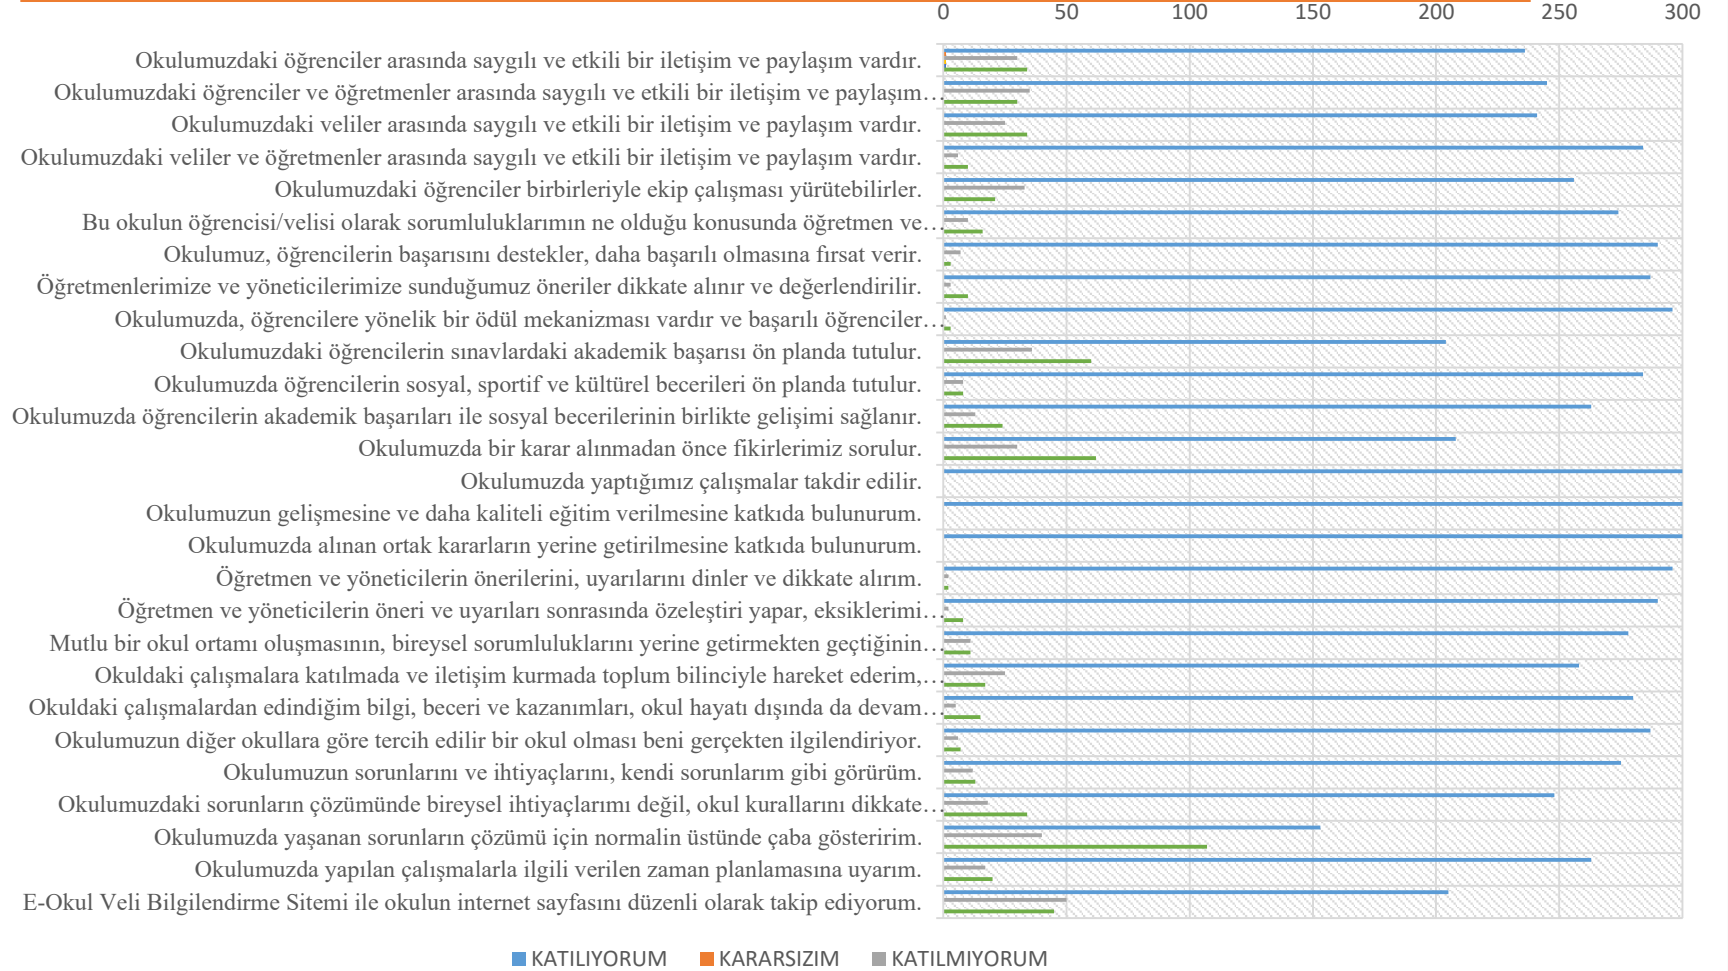 0 50 100 150 200 250 300
Okulumuzdaki öğrenciler arasında saygılı ve etkili bir iletişim ve paylaşım vardır.
Okulumuzdaki öğrenciler ve öğretmenler arasında saygılı ve etkili bir iletişim ve paylaşım…
Okulumuzdaki veliler arasında saygılı ve etkili bir iletişim ve paylaşım vardır.
Okulumuzdaki veliler ve öğretmenler arasında saygılı ve etkili bir iletişim ve paylaşım vardır.
Okulumuzdaki öğrenciler birbirleriyle ekip çalışması yürütebilirler.
Bu okulun öğrencisi/velisi olarak sorumluluklarımın ne olduğu konusunda öğretmen ve…
Okulumuz, öğrencilerin başarısını destekler, daha başarılı olmasına fırsat verir.
Öğretmenlerimize ve yöneticilerimize sunduğumuz öneriler dikkate alınır ve değerlendirilir.
Okulumuzda, öğrencilere yönelik bir ödül mekanizması vardır ve başarılı öğrenciler…
Okulumuzdaki öğrencilerin sınavlardaki akademik başarısı ön planda tutulur.
Okulumuzda öğrencilerin sosyal, sportif ve kültürel becerileri ön planda tutulur.
Okulumuzda öğrencilerin akademik başarıları ile sosyal becerilerinin birlikte gelişimi sağlanır.
Okulumuzda bir karar alınmadan önce fikirlerimiz sorulur.
Okulumuzda yaptığımız çalışmalar takdir edilir.
Okulumuzun gelişmesine ve daha kaliteli eğitim verilmesine katkıda bulunurum.
Okulumuzda alınan ortak kararların yerine getirilmesine katkıda bulunurum.
Öğretmen ve yöneticilerin önerilerini, uyarılarını dinler ve dikkate alırım.
Öğretmen ve yöneticilerin öneri ve uyarıları sonrasında özeleştiri yapar, eksiklerimi…
Mutlu bir okul ortamı oluşmasının, bireysel sorumluluklarını yerine getirmekten geçtiğinin…
Okuldaki çalışmalara katılmada ve iletişim kurmada toplum bilinciyle hareket ederim,…
Okuldaki çalışmalardan edindiğim bilgi, beceri ve kazanımları, okul hayatı dışında da devam…
Okulumuzun diğer okullara göre tercih edilir bir okul olması beni gerçekten ilgilendiriyor.
Okulumuzun sorunlarını ve ihtiyaçlarını, kendi sorunlarım gibi görürüm.
Okulumuzdaki sorunların çözümünde bireysel ihtiyaçlarımı değil, okul kurallarını dikkate…
Okulumuzda yaşanan sorunların çözümü için normalin üstünde çaba gösteririm.
Okulumuzda yapılan çalışmalarla ilgili verilen zaman planlamasına uyarım.
E-Okul Veli Bilgilendirme Sitemi ile okulun internet sayfasını düzenli olarak takip ediyorum.
KATILIYORUM KARARSIZIM KATILMIYORUM